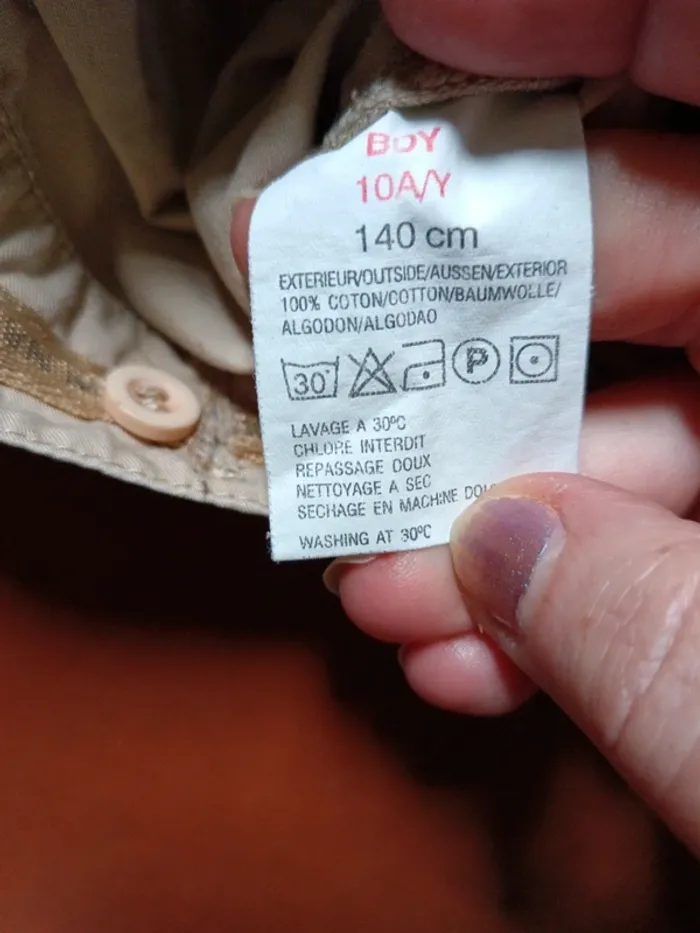 BOY
10A/Y
140 cm
EXTERIEUR/OUTSIDE/AUSSEN/EXTERIOR
100% COTON/COTTON/BAUMWOLLE/
ALGODON/ALGODAO
30° P
LAVAGE A 30ºC
CHLORE INTERDIT
REPASSAGE DOUX
NETTOYAGE A SEC
SECHAGE EN MACHINE
WASHING AT 30ºC